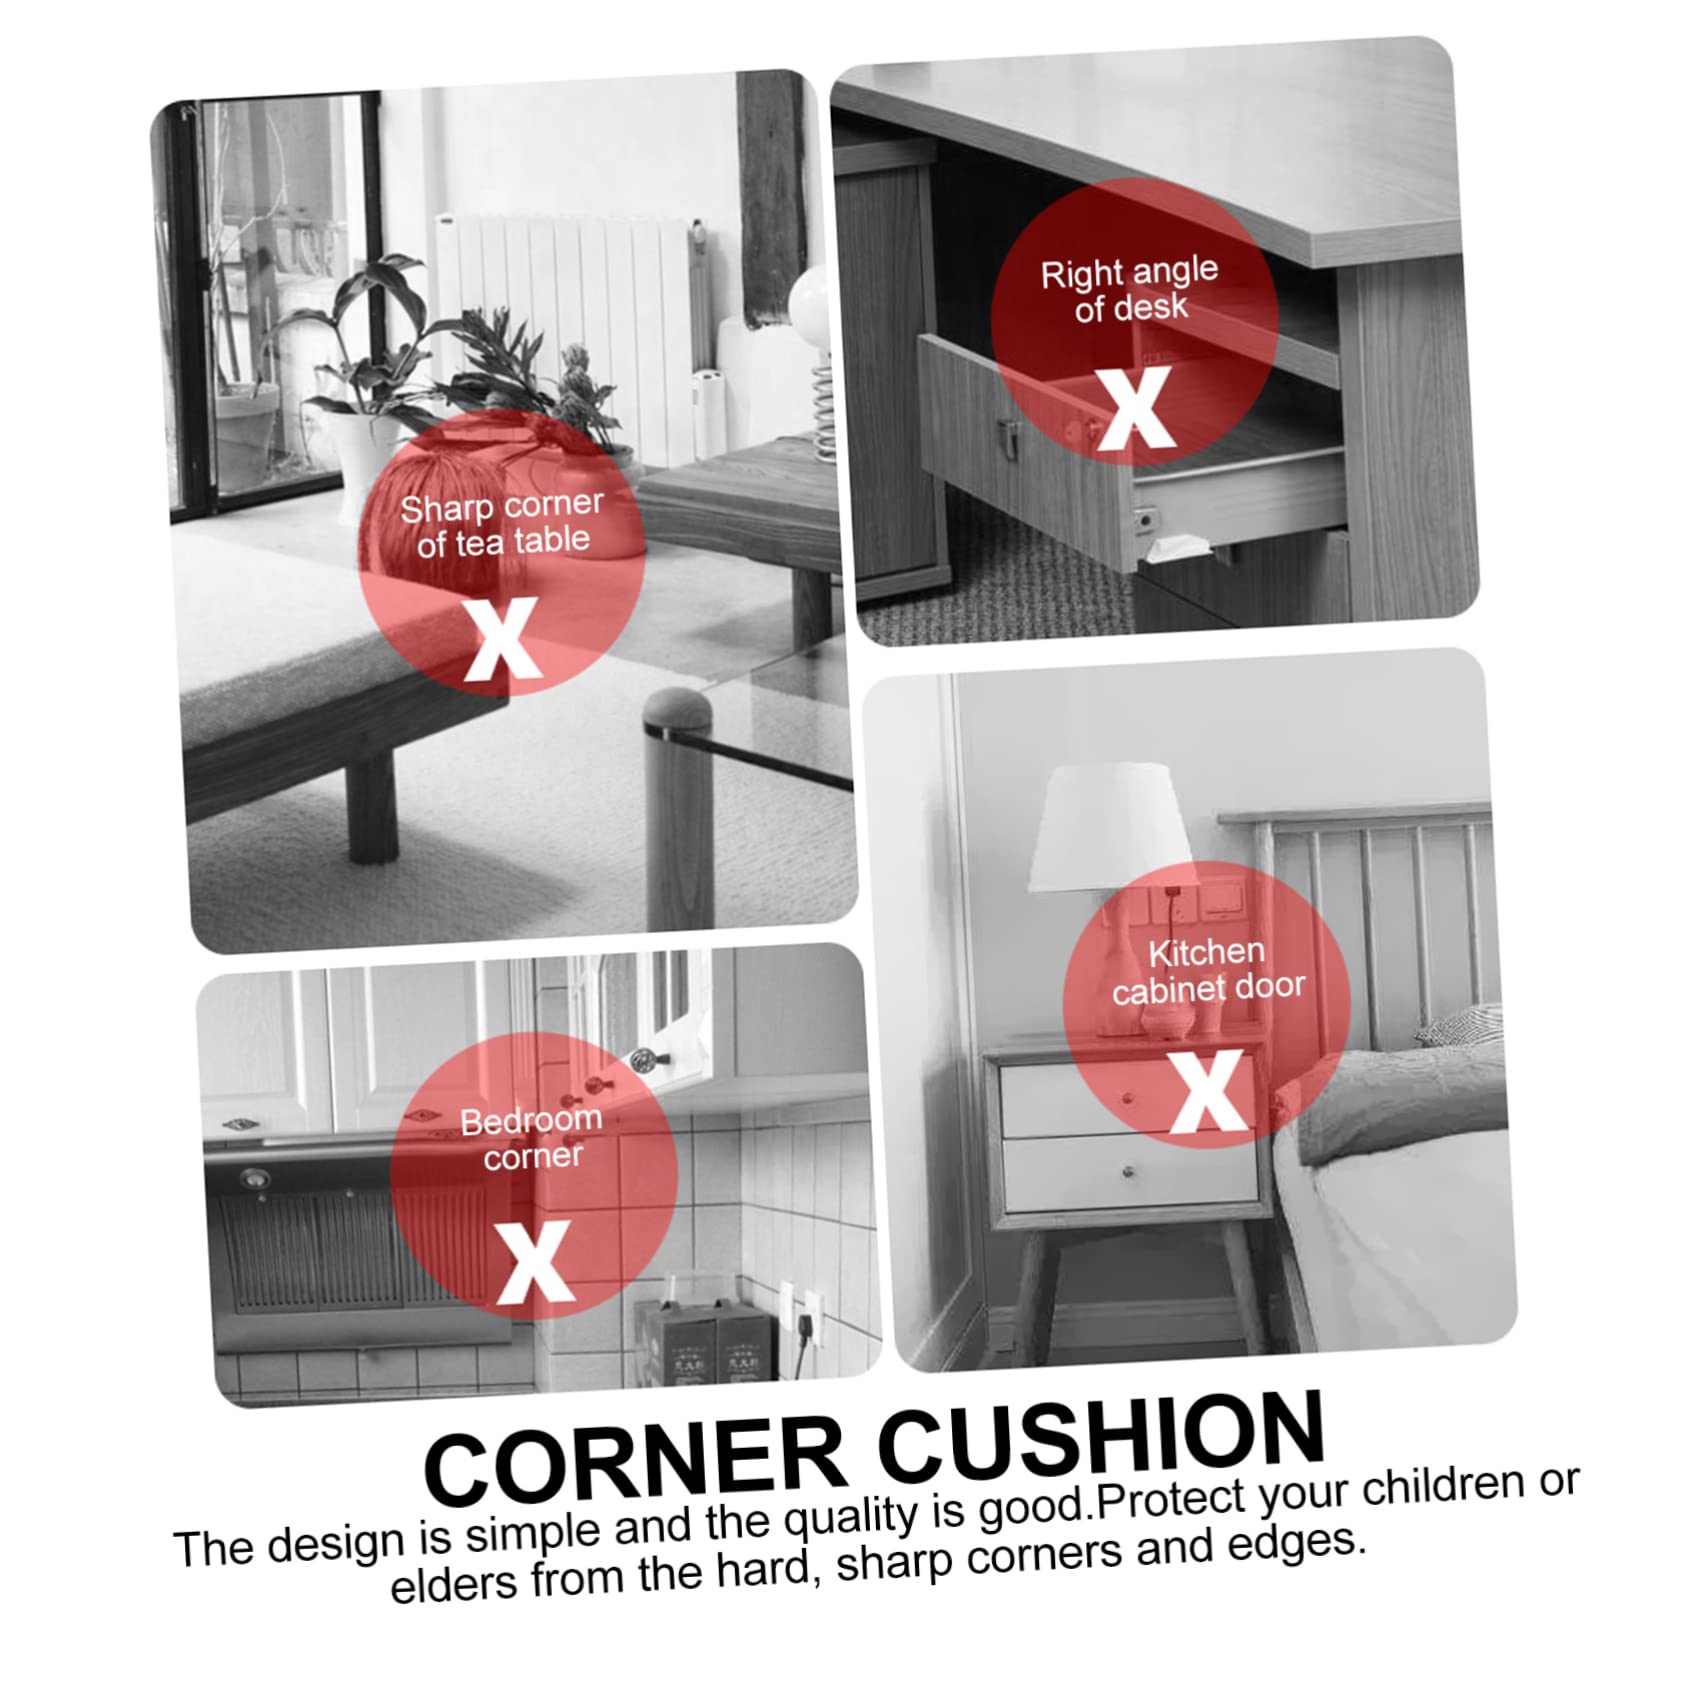 Sharp corner
of tea table
X
Right angle
of desk
X
Bedroom
corner
X
Kitchen
cabinet door
X
CORNER CUSHION
The design is simple and the quality is good.Protect your children or
elders from the hard, sharp corners and edges.